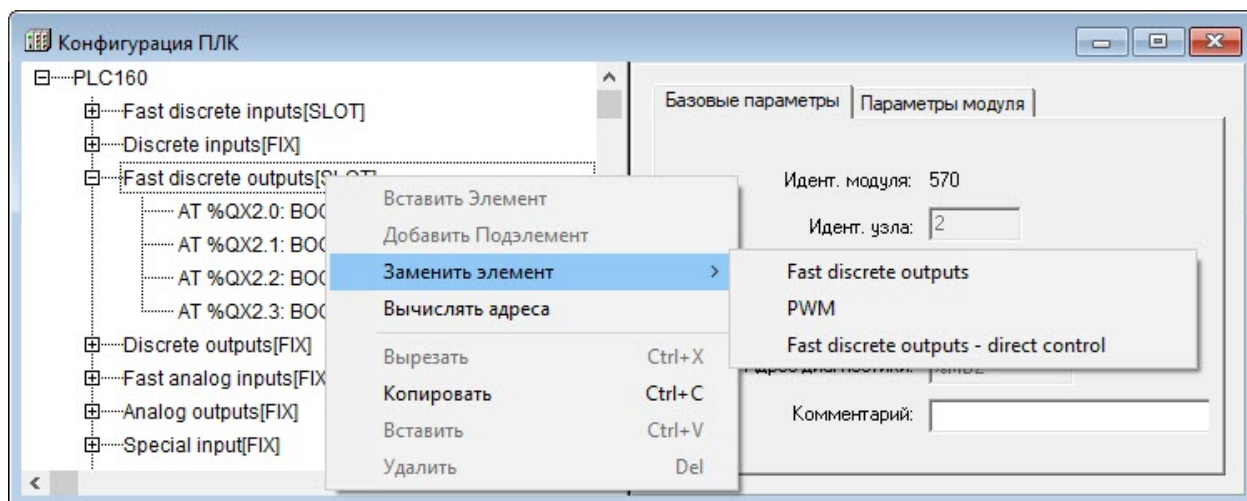 Конфигурация ПЛК
PLC160
Fast discrete inputs[SLOT]
Discrete inputs[FIX]
Fast discrete outputs[SLOT]
AT %QX2.0: BOO
AT %QX2.1: BOO
AT %QX2.2: BOO
AT %QX2.3: BOO
Discrete outputs[FIX]
Fast analog inputs[FIX
Analog outputs[FIX]
Special input[FIX]
Вставить Элемент
Добавить Подэлемент
Заменить элемент
Вычислять адреса
Вырезать Ctrl+X
Копировать Ctrl+C
Вставить Ctrl+V
Удалить Del
Fast discrete outputs
PWM
Fast discrete outputs - direct control
Базовые параметры Параметры модуля
Идент. модуля: 570
Идент. узла: 2
диагностики:
Комментарий: